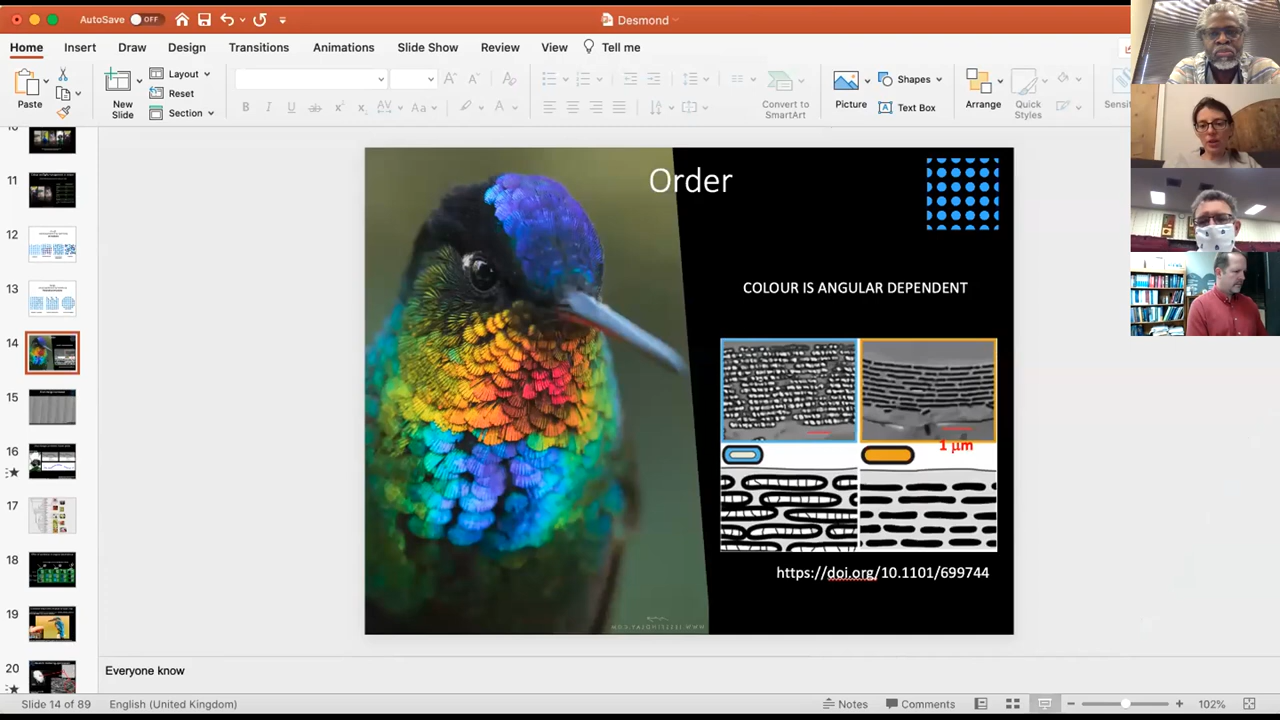 AutoSave OFF
Desmond
Home Insert Draw Design Transitions Animations Slide Show Review View Tell me
Paste
New Slide
Layout
Reset
Section
Convert to SmartArt
Picture
Shapes
Text Box
Arrange
Quick Styles
11
12
13
14
15
16
17
18
19
20
Order
COLOUR IS ANGULAR DEPENDENT
1 μm
https://doi.org/10.1101/699744
Everyone know
Slide 14 of 89
English (United Kingdom)
Notes
Comments
102%